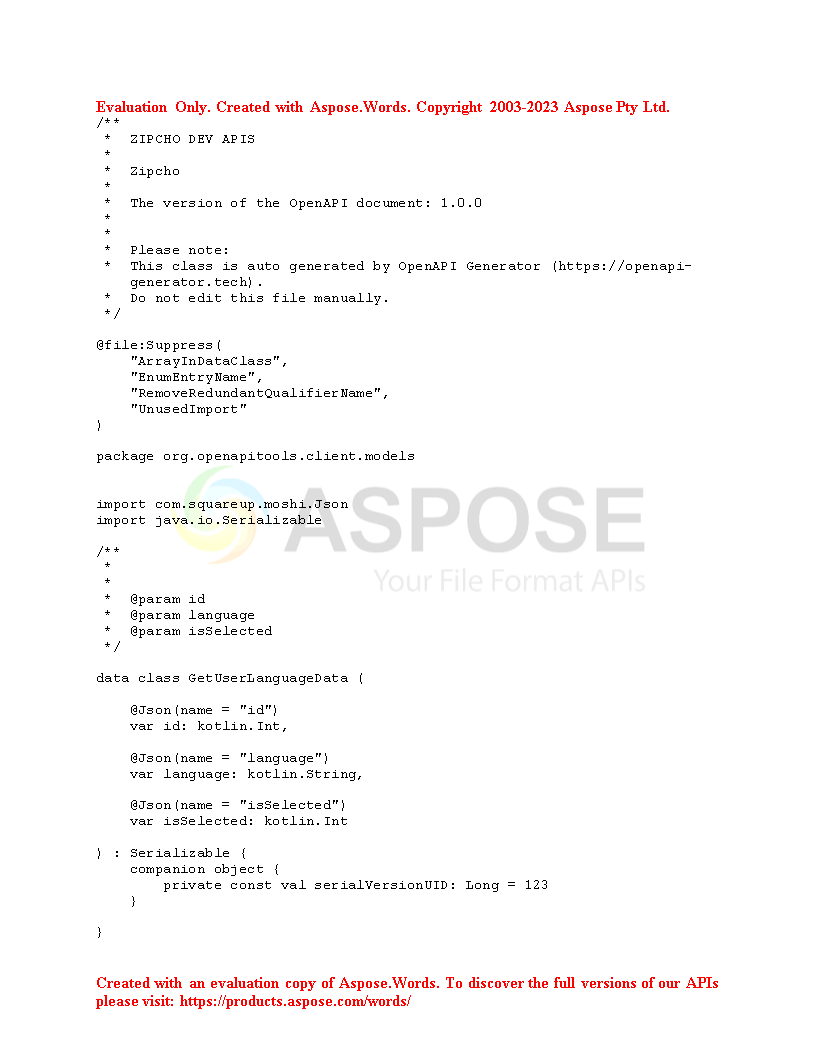 Evaluation Only. Created with Aspose.Words. Copyright 2003-2023 Aspose Pty Ltd.
/**
 *  ZIPCHO DEV APIS
 *
 *  Zipcho
 *
 *  The version of the OpenAPI document: 1.0.0
 *
 *
 *  Please note:
 *  This class is auto generated by OpenAPI Generator (https://openapi-
    generator.tech).
 *  Do not edit this file manually.
 */

@file:Suppress(
    "ArrayInDataClass",
    "EnumEntryName",
    "RemoveRedundantQualifierName",
    "UnusedImport"
)

package org.openapitools.client.models

import com.squareup.moshi.Json
import java.io.Serializable
ASPOSE
Your File Format APIs

/**
 *
 *
 *  @param id
 *  @param language
 *  @param isSelected
 */

data class GetUserLanguageData (

    @Json(name = "id")
    var id: kotlin.Int,

    @Json(name = "language")
    var language: kotlin.String,

    @Json(name = "isSelected")
    var isSelected: kotlin.Int

) : Serializable {
    companion object {
        private const val serialVersionUID: Long = 123
    }

}

Created with an evaluation copy of Aspose.Words. To discover the full versions of our APIs
please visit: https://products.aspose.com/words/